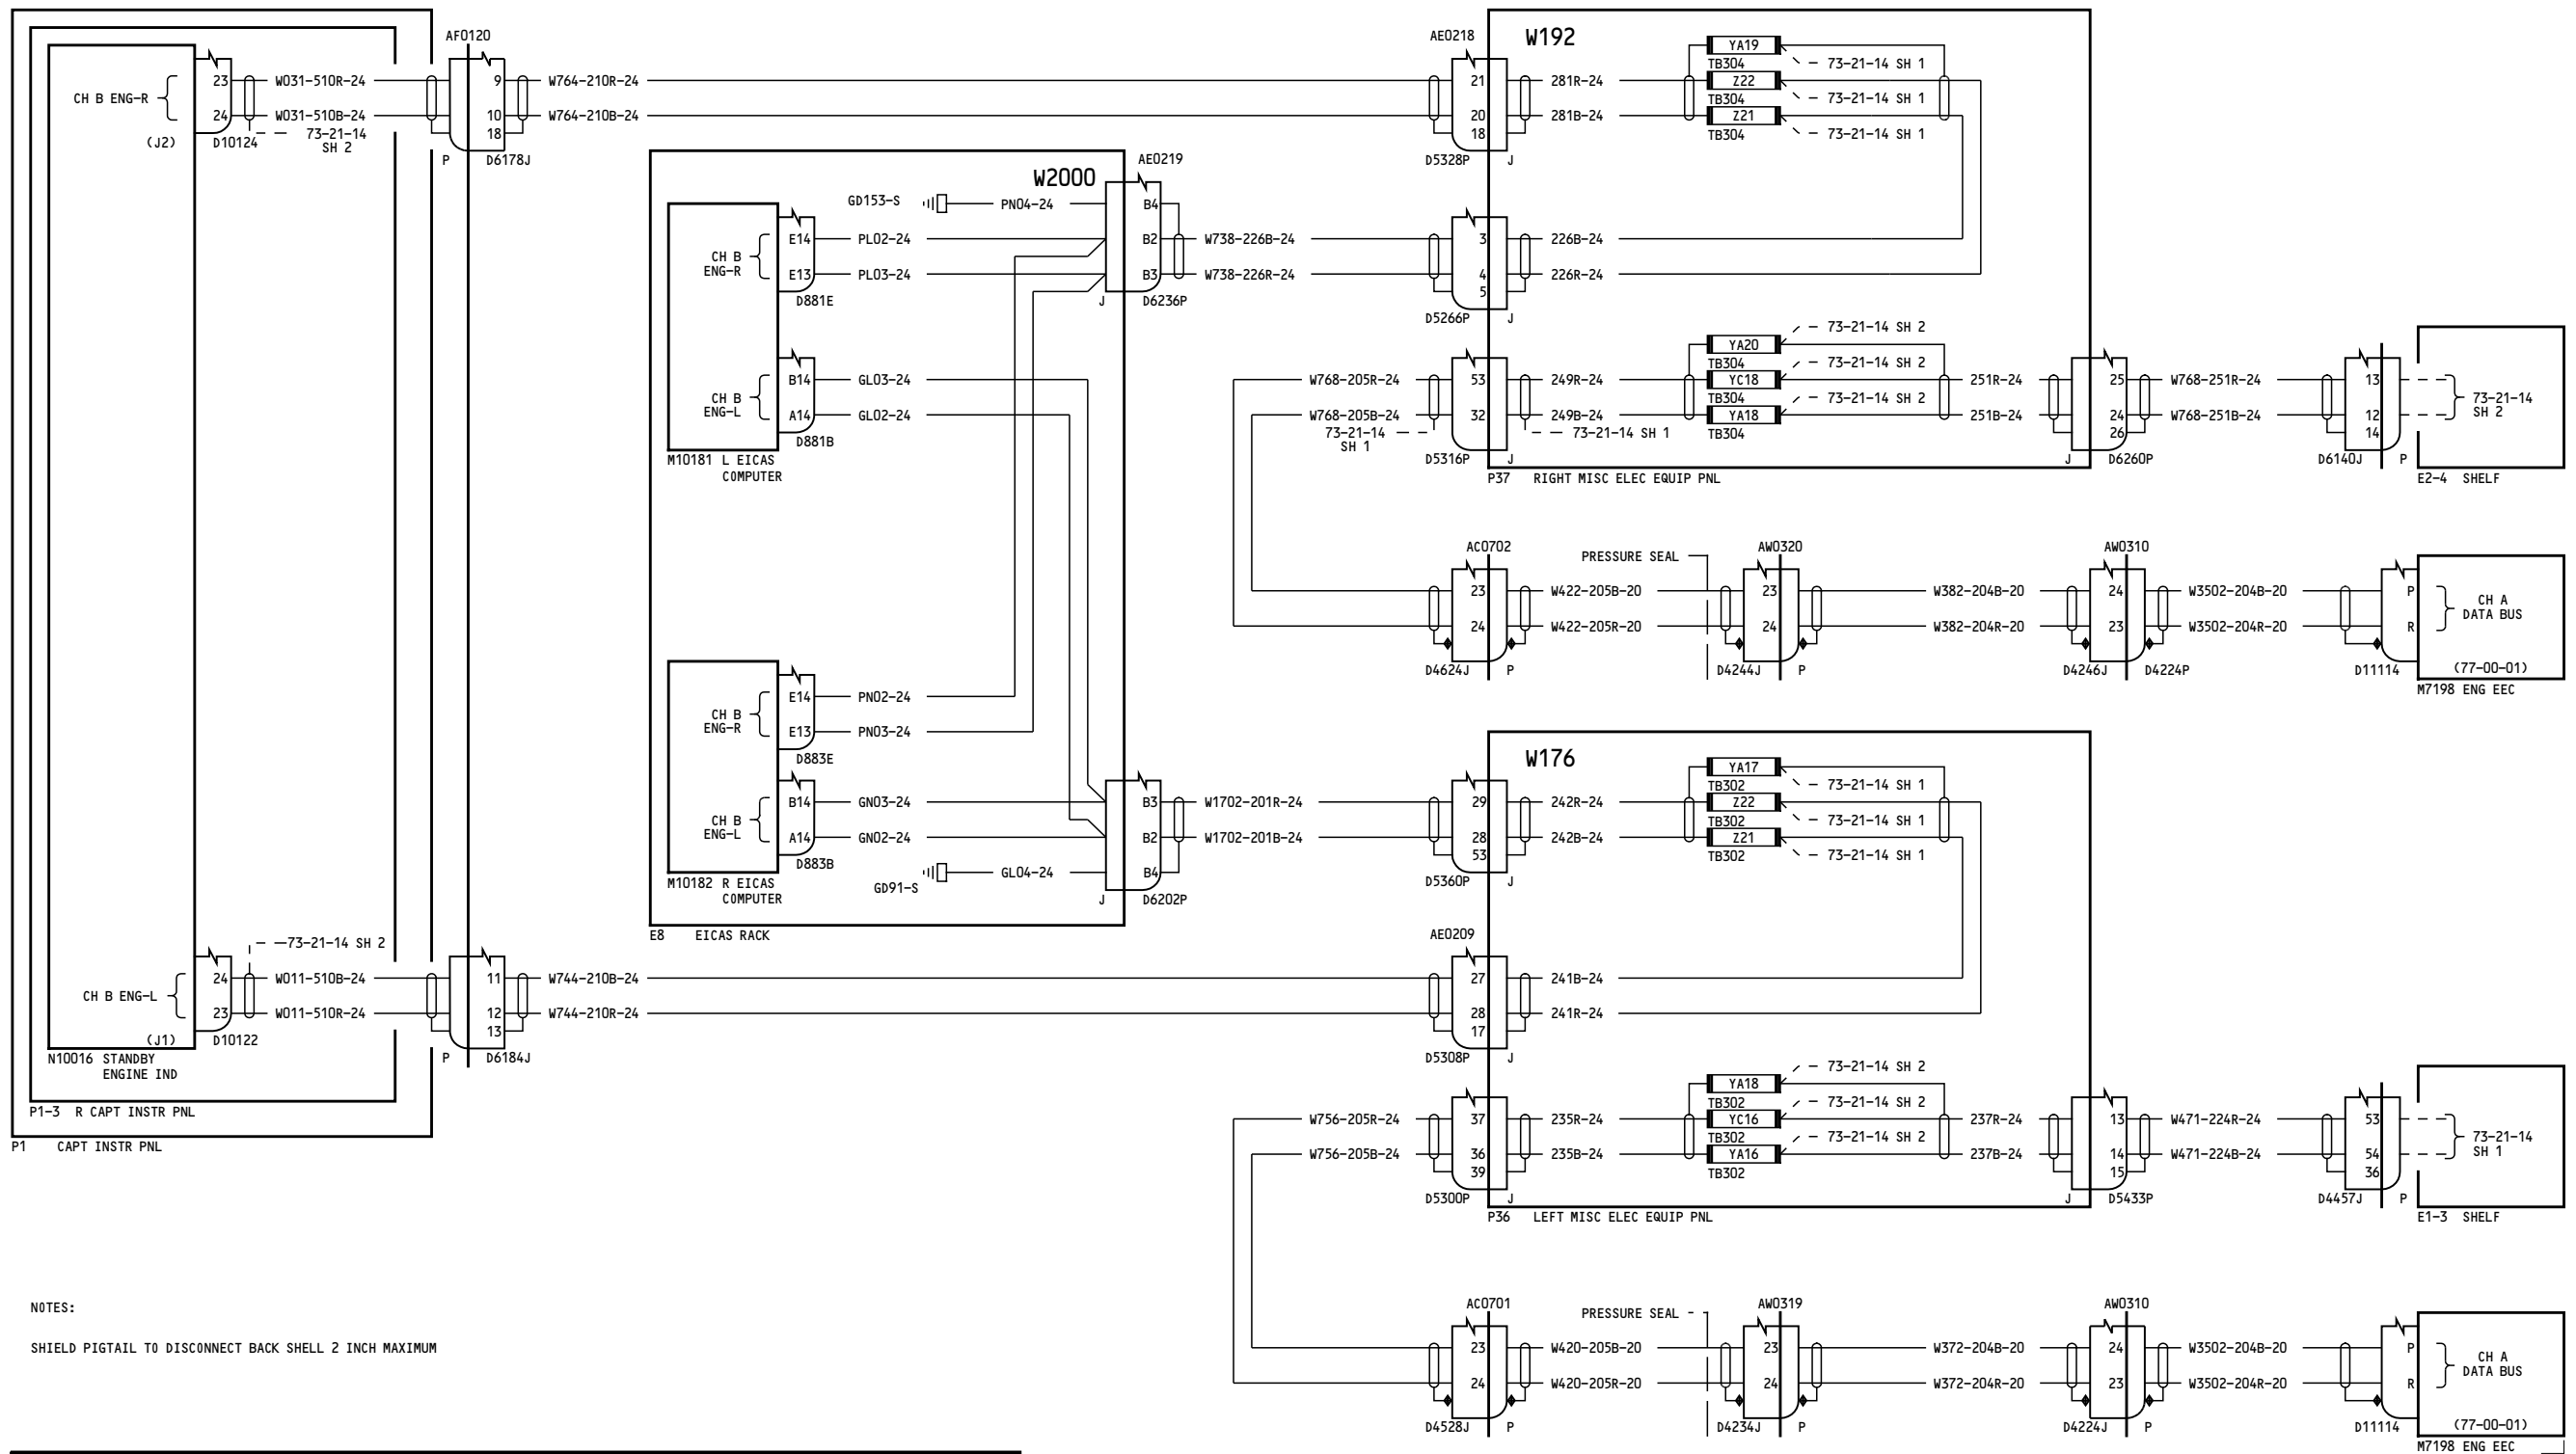 AF0120
CH B ENG-R
23
24
(J2)
D10124
W031-510R-24
W031-510B-24
73-21-14
SH 2
9
10
18
P
D6178J
W764-210R-24
W764-210B-24
AE0218
21
20
18
D5328P
J
W192
281R-24
281B-24
YA19
TB304
Z22
TB304
Z21
TB304
73-21-14 SH 1
73-21-14 SH 1
73-21-14 SH 1
W2000
AE0219
GD153-S
PN04-24
B4
B2
B3
J
D6236P
CH B
ENG-R
E14
E13
D881E
PL02-24
PL03-24
W738-226B-24
W738-226R-24
3
4
5
D5266P
J
226B-24
226R-24
CH B
ENG-L
B14
A14
D881B
GL03-24
GL02-24
M10181 L EICAS
COMPUTER
W768-205R-24
W768-205B-24
73-21-14
SH 1
53
32
D5316P
J
249R-24
249B-24
73-21-14 SH 1
YA20
TB304
YC18
TB304
YA18
TB304
73-21-14 SH 2
73-21-14 SH 2
73-21-14 SH 2
251R-24
251B-24
25
24
26
J
D6260P
W768-251R-24
W768-251B-24
13
12
14
D6140J
P
73-21-14
SH 2
E2-4 SHELF
P37 RIGHT MISC ELEC EQUIP PNL
AC0702
23
24
D4624J
P
W422-205B-20
W422-205R-20
PRESSURE SEAL
AW0320
23
24
D4244J
P
W382-204B-20
W382-204R-20
AW0310
24
23
D4246J
D4224P
W3502-204B-20
W3502-204R-20
P
R
D11114
CH A
DATA BUS
(77-00-01)
M7198 ENG EEC
CH B
ENG-R
E14
E13
D883E
PN02-24
PN03-24
CH B
ENG-L
B14
A14
D883B
GN03-24
GN02-24
M10182 R EICAS
COMPUTER
GD91-S
GL04-24
B3
B2
B4
J
D6202P
E8 EICAS RACK
W1702-201R-24
W1702-201B-24
29
28
53
D5360P
J
W176
242R-24
242B-24
YA17
TB302
Z22
TB302
Z21
TB302
73-21-14 SH 1
73-21-14 SH 1
73-21-14 SH 1
CH B ENG-L
24
23
(J1)
D10122
73-21-14 SH 2
W011-510B-24
W011-510R-24
N10016 STANDBY
ENGINE IND
P1-3 R CAPT INSTR PNL
P1 CAPT INSTR PNL
11
12
13
P
D6184J
W744-210B-24
W744-210R-24
AE0209
27
28
17
D5308P
J
241B-24
241R-24
W756-205R-24
W756-205B-24
37
36
39
D5300P
J
235R-24
235B-24
YA18
TB302
YC16
TB302
YA16
TB302
73-21-14 SH 2
73-21-14 SH 2
73-21-14 SH 2
237R-24
237B-24
13
14
15
J
D5433P
W471-224R-24
W471-224B-24
53
54
36
D4457J
P
73-21-14
SH 1
E1-3 SHELF
P36 LEFT MISC ELEC EQUIP PNL
AC0701
23
24
D4528J
P
W420-205B-20
W420-205R-20
PRESSURE SEAL
AW0319
23
24
D4234J
P
W372-204B-20
W372-204R-20
AW0310
24
23
D4224J
P
W3502-204B-20
W3502-204R-20
P
R
D11114
CH A
DATA BUS
(77-00-01)
M7198 ENG EEC
NOTES:
SHIELD PIGTAIL TO DISCONNECT BACK SHELL 2 INCH MAXIMUM